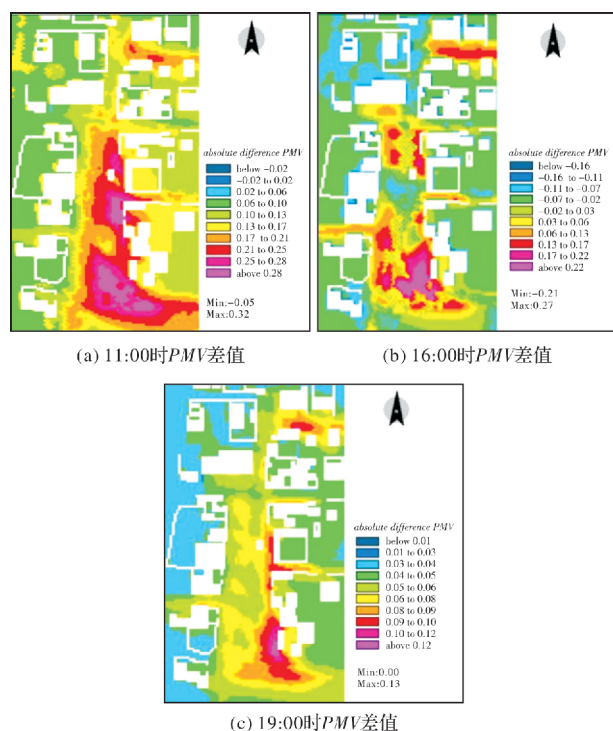 absolute difference PMV
below −0.02
−0.02 to 0.02
0.02 to 0.06
0.06 to 0.10
0.10 to 0.13
0.13 to 0.17
0.17 to 0.21
0.21 to 0.25
0.25 to 0.28
above 0.28
Min:−0.05
Max:0.32
(a) 11:00时PMV差值
absolute difference PMV
below −0.16
−0.16 to −0.11
−0.11 to −0.07
−0.07 to −0.02
−0.02 to 0.03
0.03 to 0.06
0.06 to 0.13
0.13 to 0.17
0.17 to 0.22
above 0.22
Min:−0.21
Max:0.27
(b) 16:00时PMV差值
absolute difference PMV
below 0.01
0.01 to 0.03
0.03 to 0.04
0.04 to 0.05
0.05 to 0.06
0.06 to 0.08
0.08 to 0.09
0.09 to 0.10
0.10 to 0.12
above 0.12
Min:0.00
Max:0.13
(c) 19:00时PMV差值